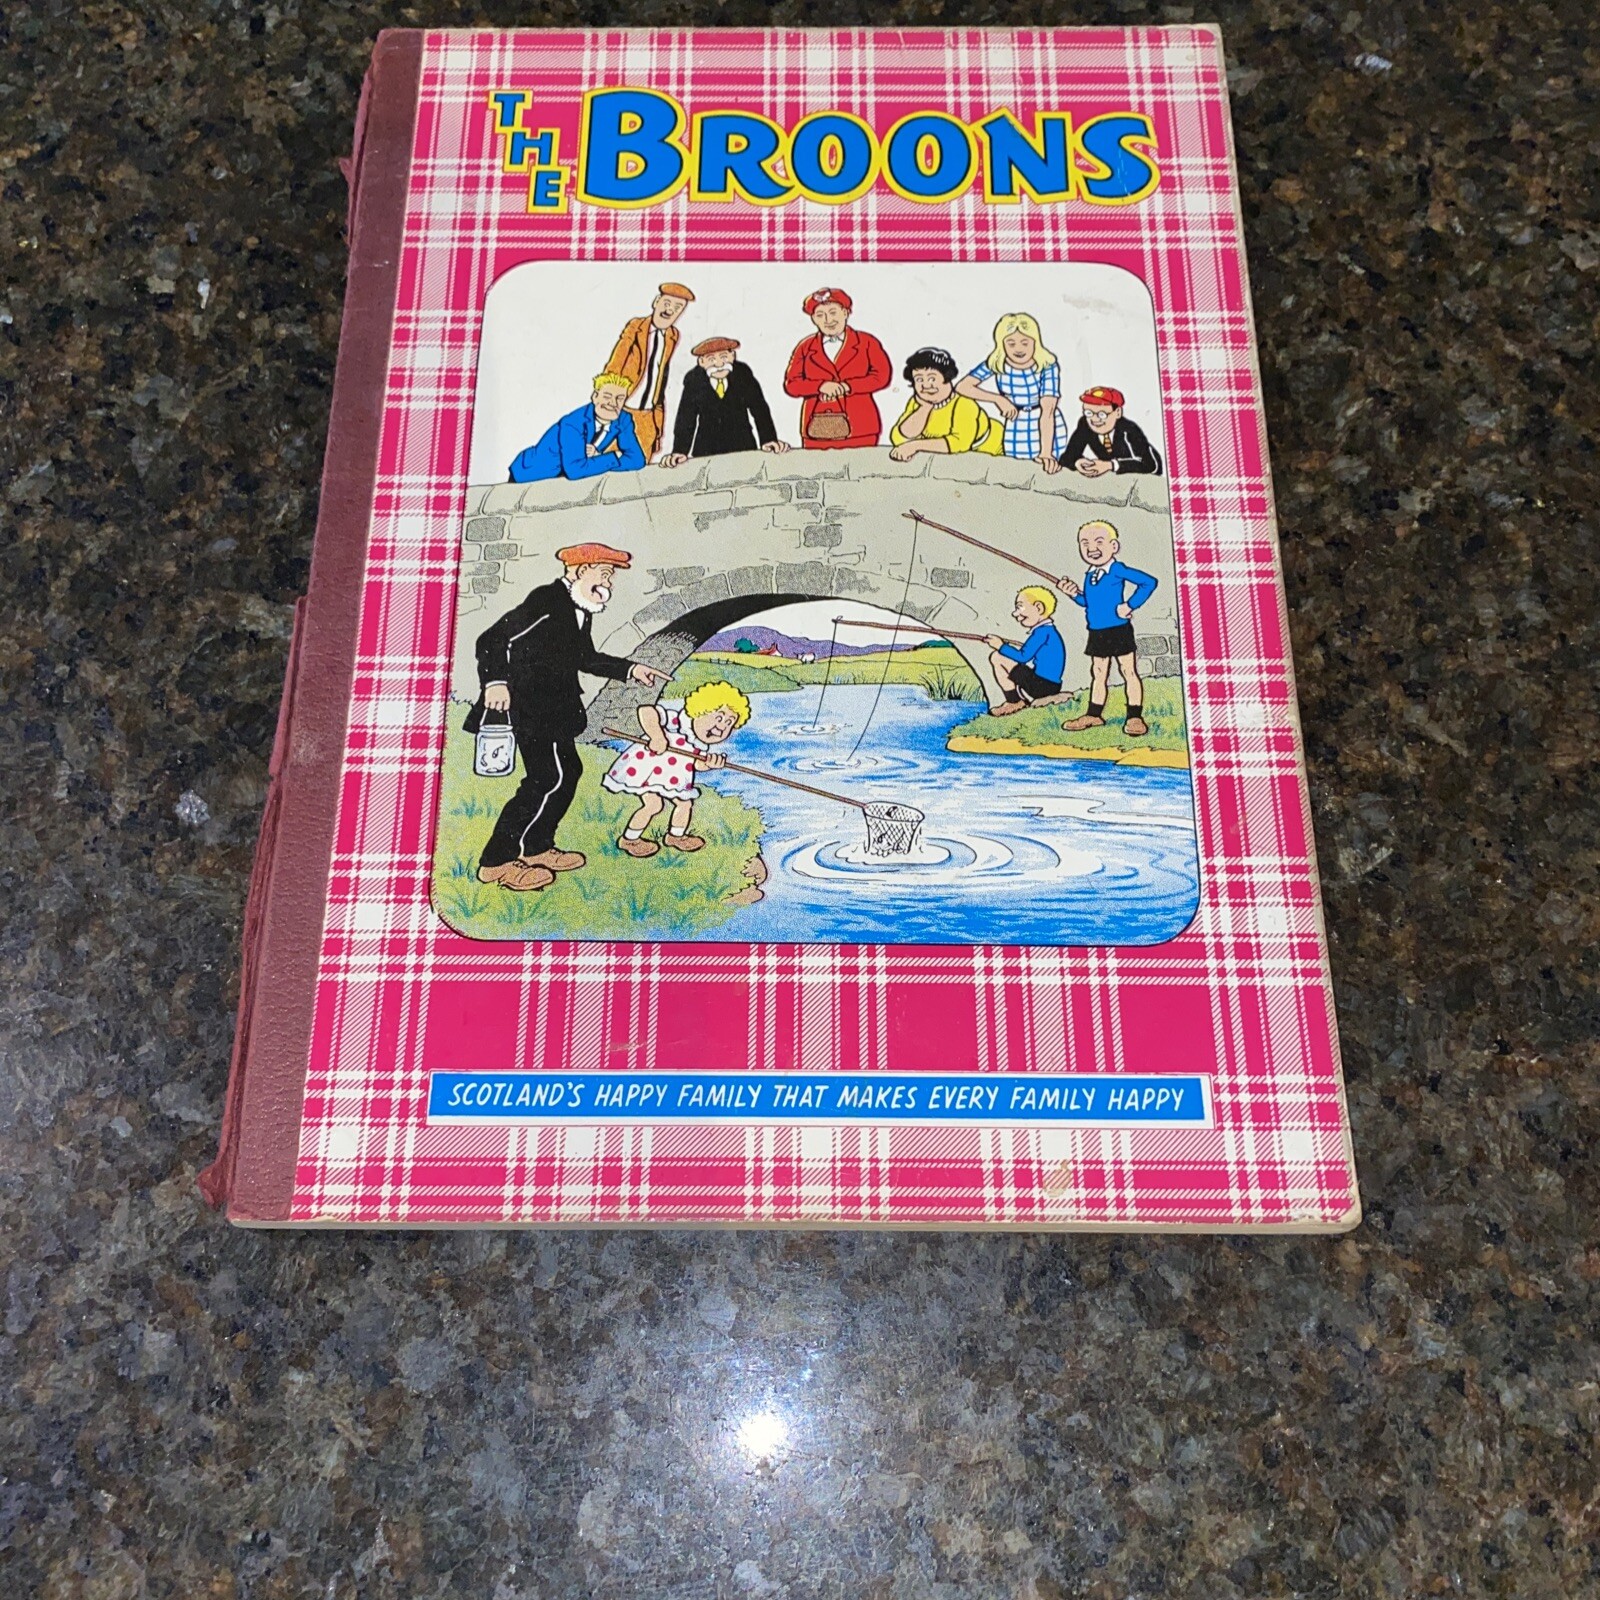 THE BROONS
SCOTLAND'S HAPPY FAMILY THAT MAKES EVERY FAMILY HAPPY